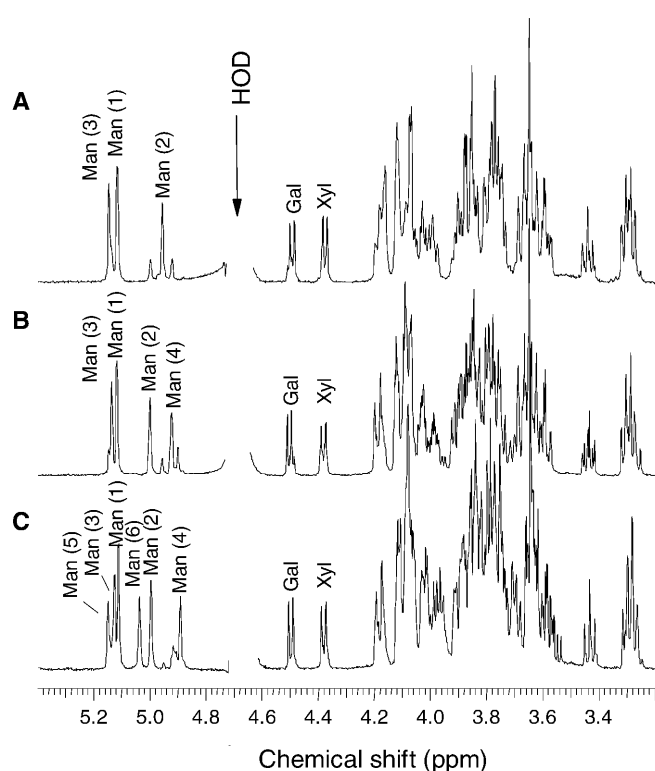 A
Man (3)
Man (1)
Man (2)
HOD
Gal
Xyl
B
Man (3)
Man (1)
Man (2)
Man (4)
Gal
Xyl
C
Man (5)
Man (3)
Man (1)
Man (6)
Man (2)
Man (4)
Gal
Xyl
5.2 5.0 4.8 4.6 4.4 4.2 4.0 3.8 3.6 3.4
Chemical shift (ppm)